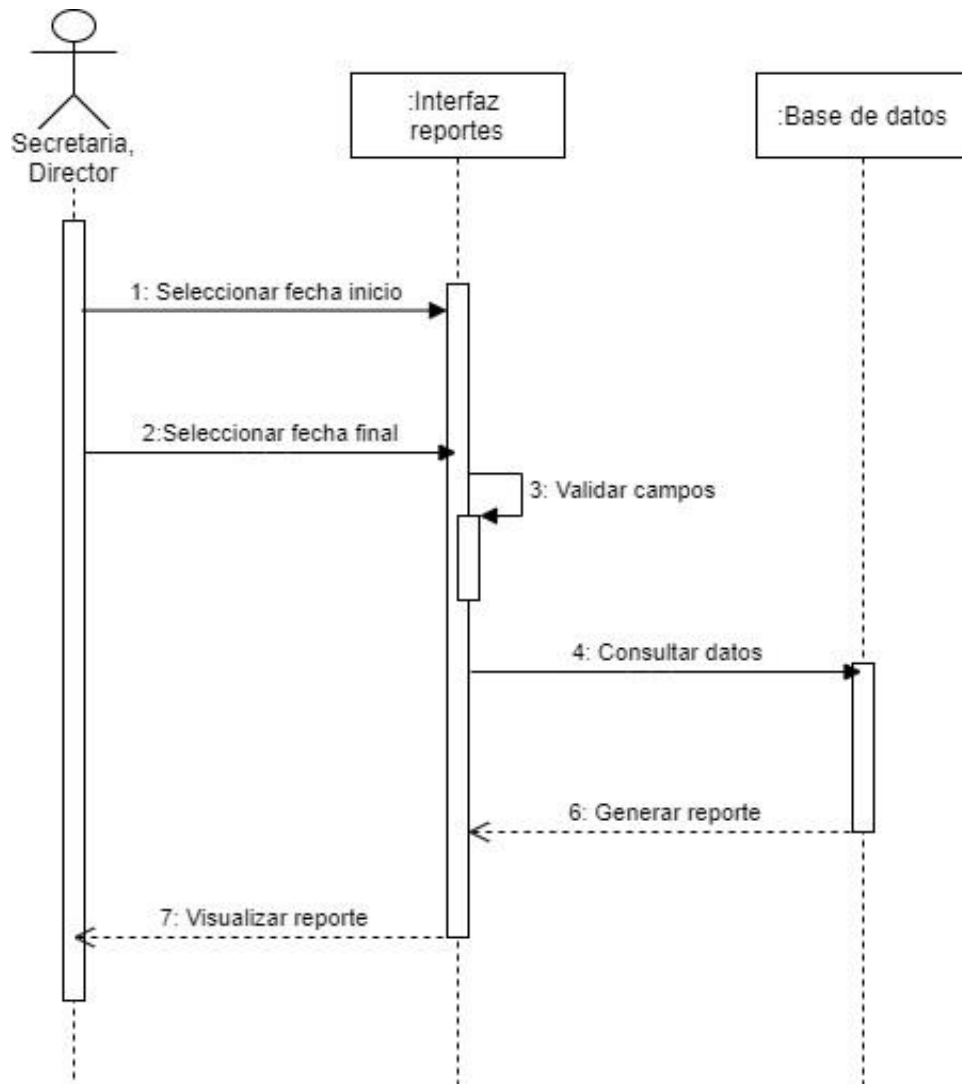 Secretaria,
Director
:Interfaz
reportes
:Base de datos
1: Seleccionar fecha inicio
2:Seleccionar fecha final
3: Validar campos
4: Consultar datos
6: Generar reporte
7: Visualizar reporte